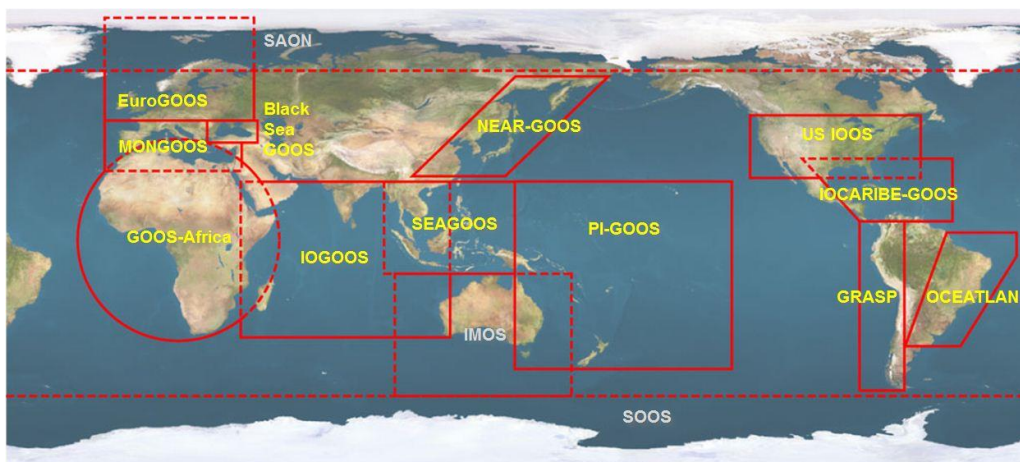 SAON
EuroGOOS
Black
Sea
GOOS
MONGOOS
NEAR-GOOS
US IOOS
IOCARIBE-GOOS
GOOS-Africa
IOGOOS
SEAGOOS
PI-GOOS
GRASP
OCEATLAN
IMOS
SOOS